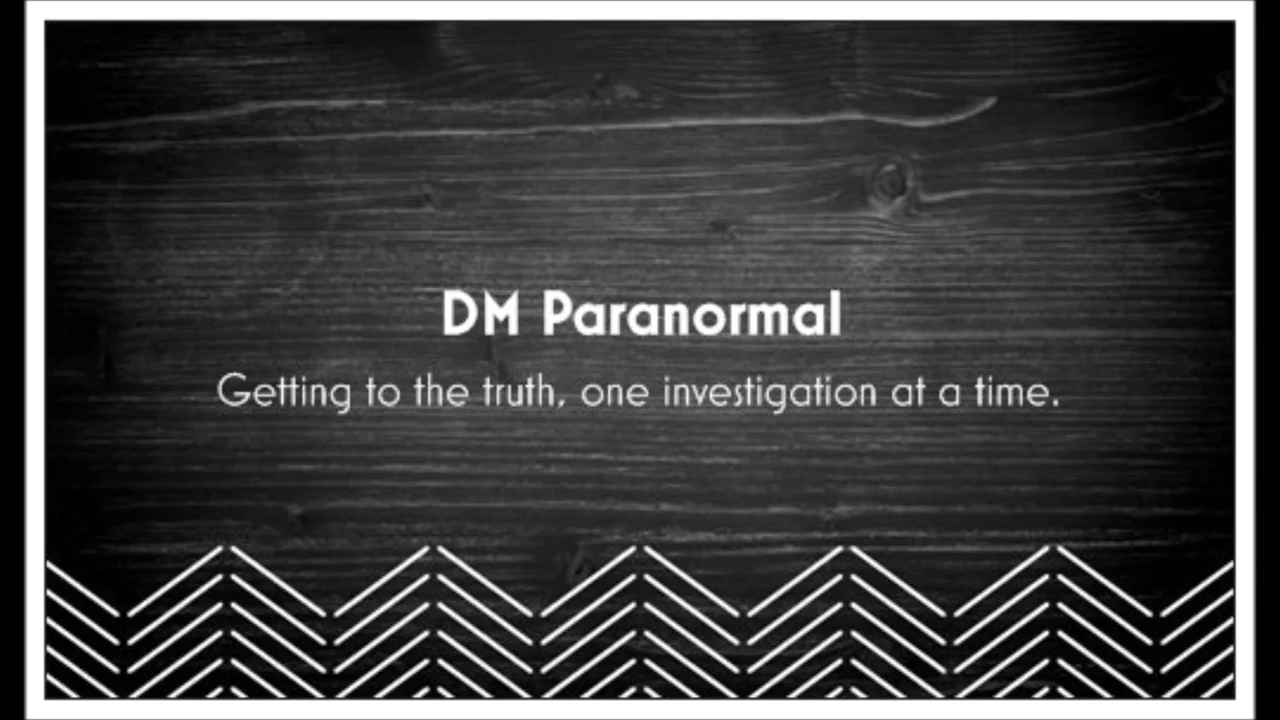 DM Paranormal
Getting to the truth, one investigation at a time.